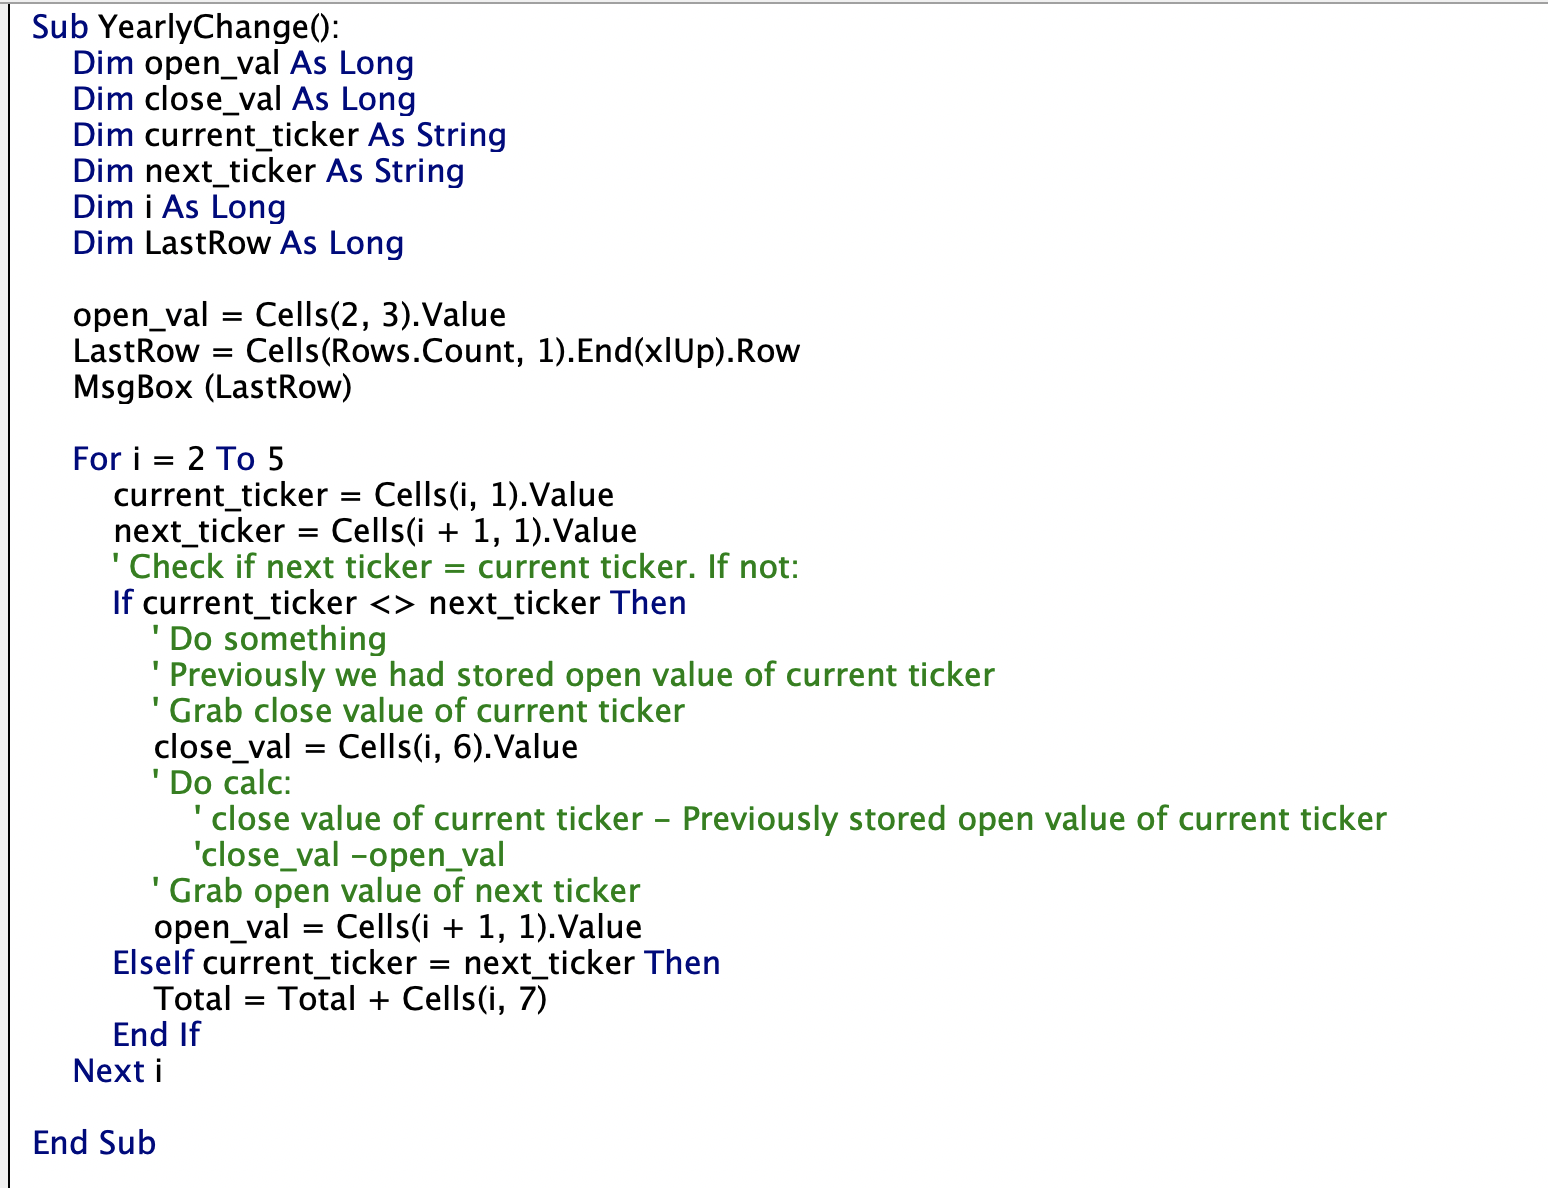 Sub YearlyChange():
Dim open_val As Long
Dim close_val As Long
Dim current_ticker As String
Dim next_ticker As String
Dim i As Long
Dim LastRow As Long
open_val = Cells(2, 3).Value
LastRow = Cells(Rows.Count, 1).End(xlUp).Row
MsgBox (LastRow)
For i = 2 To 5
current_ticker = Cells(i, 1).Value
next_ticker = Cells(i + 1, 1).Value
' Check if next ticker = current ticker. If not:
If current_ticker <> next_ticker Then
' Do something
' Previously we had stored open value of current ticker
' Grab close value of current ticker
close_val = Cells(i, 6).Value
' Do calc:
' close value of current ticker - Previously stored open value of current ticker
'close_val -open_val
' Grab open value of next ticker
open_val = Cells(i + 1, 1).Value
ElseIf current_ticker = next_ticker Then
Total = Total + Cells(i, 7)
End If
Next i
End Sub